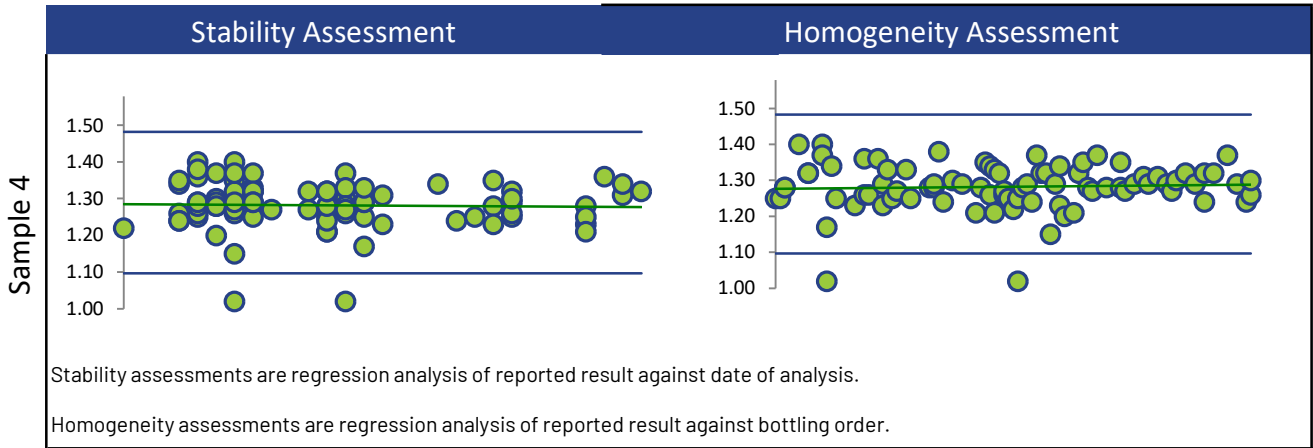 Stability Assessment
Homogeneity Assessment
Sample 4
1.50
1.40
1.30
1.20
1.10
1.00
1.50
1.40
1.30
1.20
1.10
1.00
Stability assessments are regression analysis of reported result against date of analysis.
Homogeneity assessments are regression analysis of reported result against bottling order.